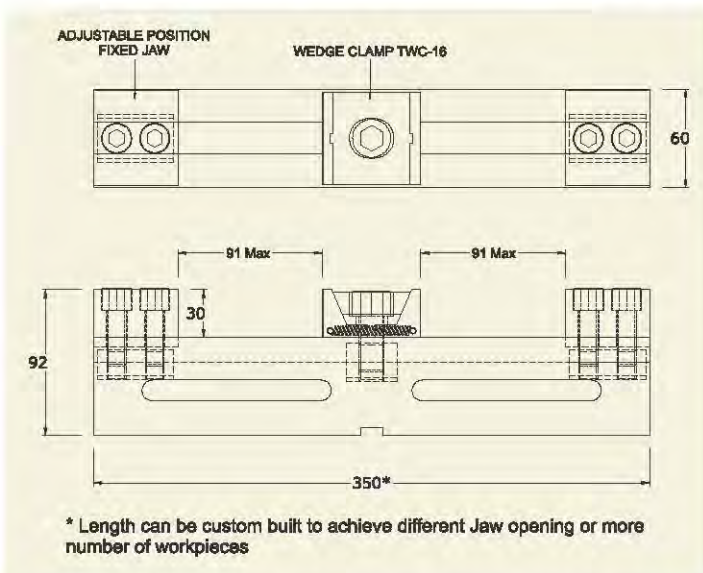 ADJUSTABLE POSITION
FIXED JAW
WEDGE CLAMP TWC-16
60
91 Max
91 Max
30
92
350*
* Length can be custom built to achieve different Jaw opening or more
number of workpieces